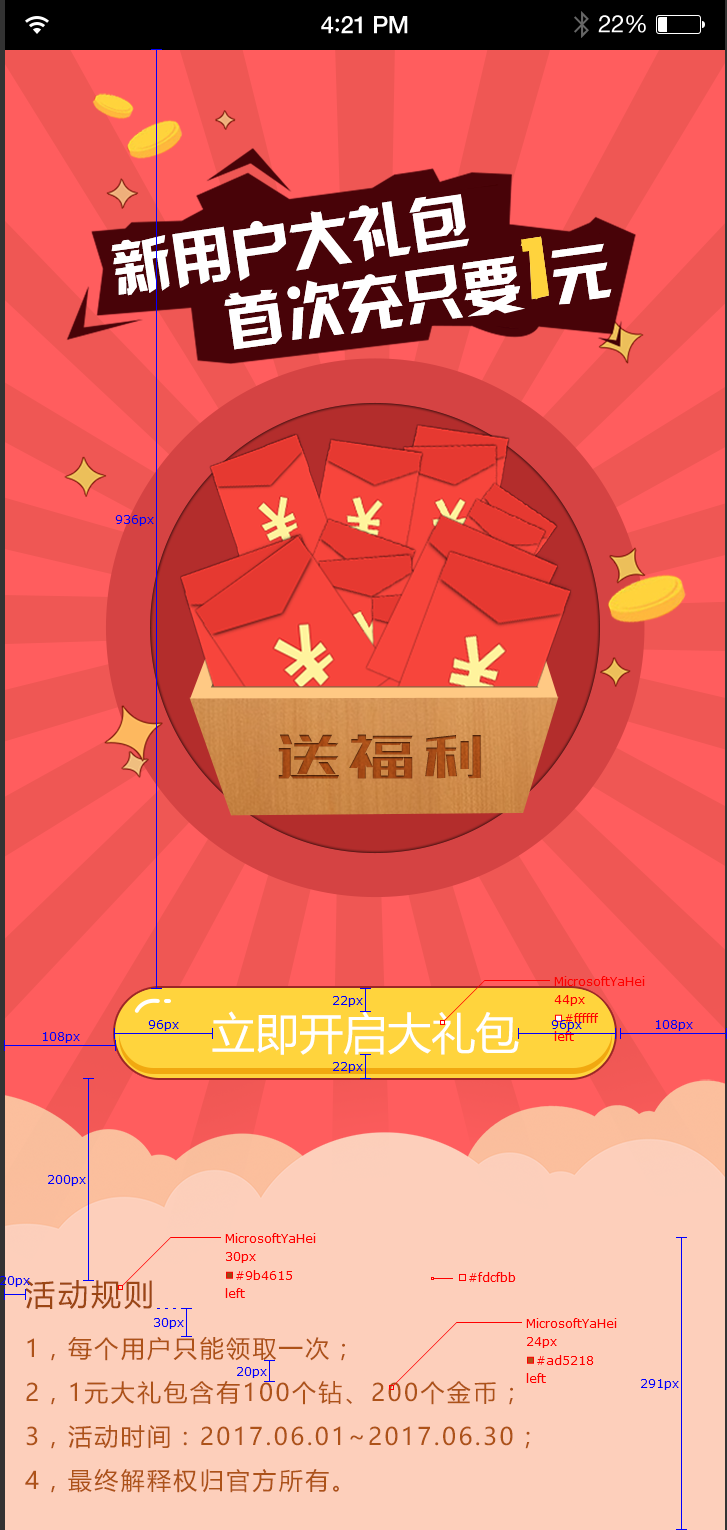 4:21 PM
22%
新用户大礼包
首次充只要1元
936px
送福利
MicrosoftYaHei
44px
#ffffff
left
22px
96px
立即开启大礼包
96px
108px
108px
22px
200px
MicrosoftYaHei
30px
#9b4615
left
#fdcfbb
20px
活动规则
30px
MicrosoftYaHei
24px
#ad5218
left
1，每个用户只能领取一次；
20px
291px
2，1元大礼包含有100个钻、200个金币；
3，活动时间：2017.06.01~2017.06.30；
4，最终解释权归官方所有。